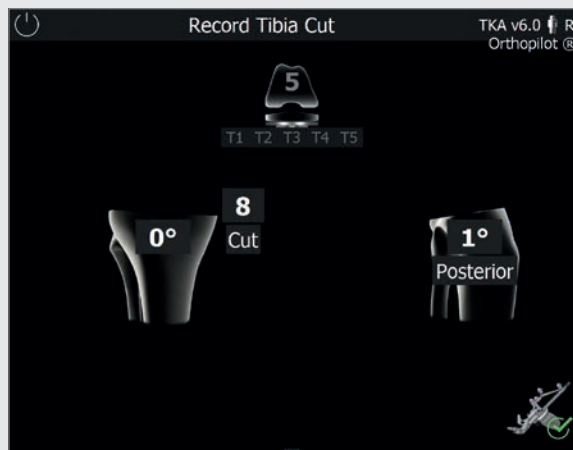 Record Tibia Cut
TKA v6.0 R
Orthopilot ®
5
T1 T2 T3 T4 T5
8
Cut
0°
1°
Posterior